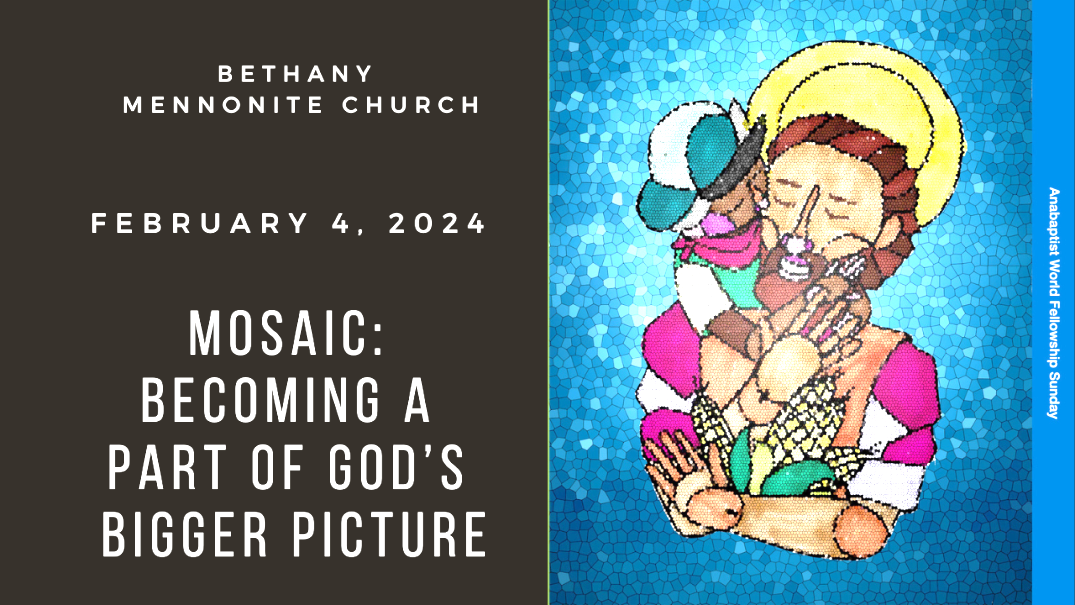 BETHANY
MENNONITE CHURCH
FEBRUARY 4, 2024
MOSAIC:
BECOMING A
PART OF GOD'S
BIGGER PICTURE
Anabaptist World Fellowship Sunday